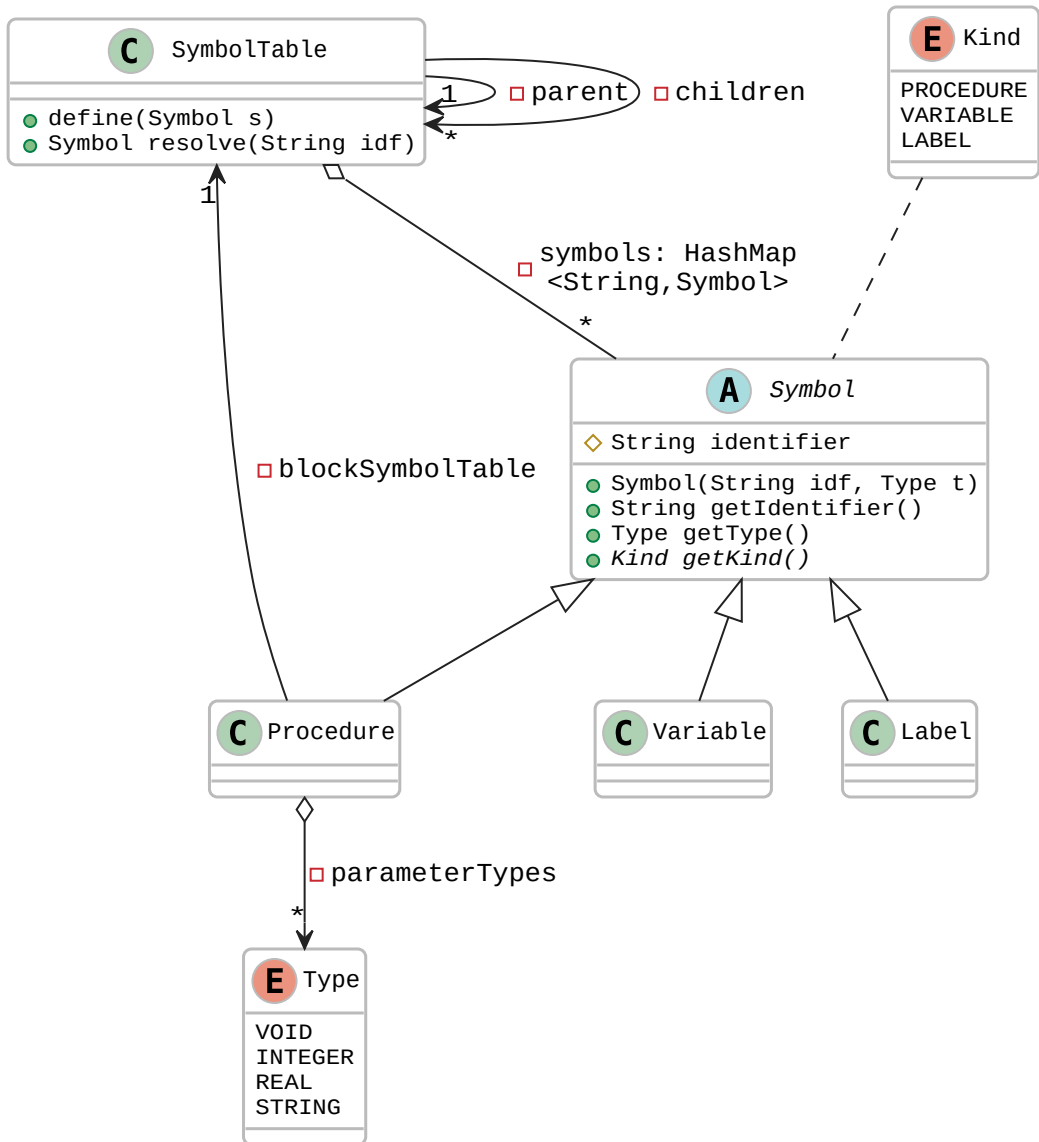 C SymbolTable
define(Symbol s)
Symbol resolve(String idf)
1
parent
children
*
E Kind
PROCEDURE
VARIABLE
LABEL
1
symbols: HashMap
<String,Symbol>
*
A Symbol
String identifier
Symbol(String idf, Type t)
String getIdentifier()
Type getType()
Kind getKind()
blockSymbolTable
C Procedure
C Variable
C Label
parameterTypes
*
E Type
VOID
INTEGER
REAL
STRING